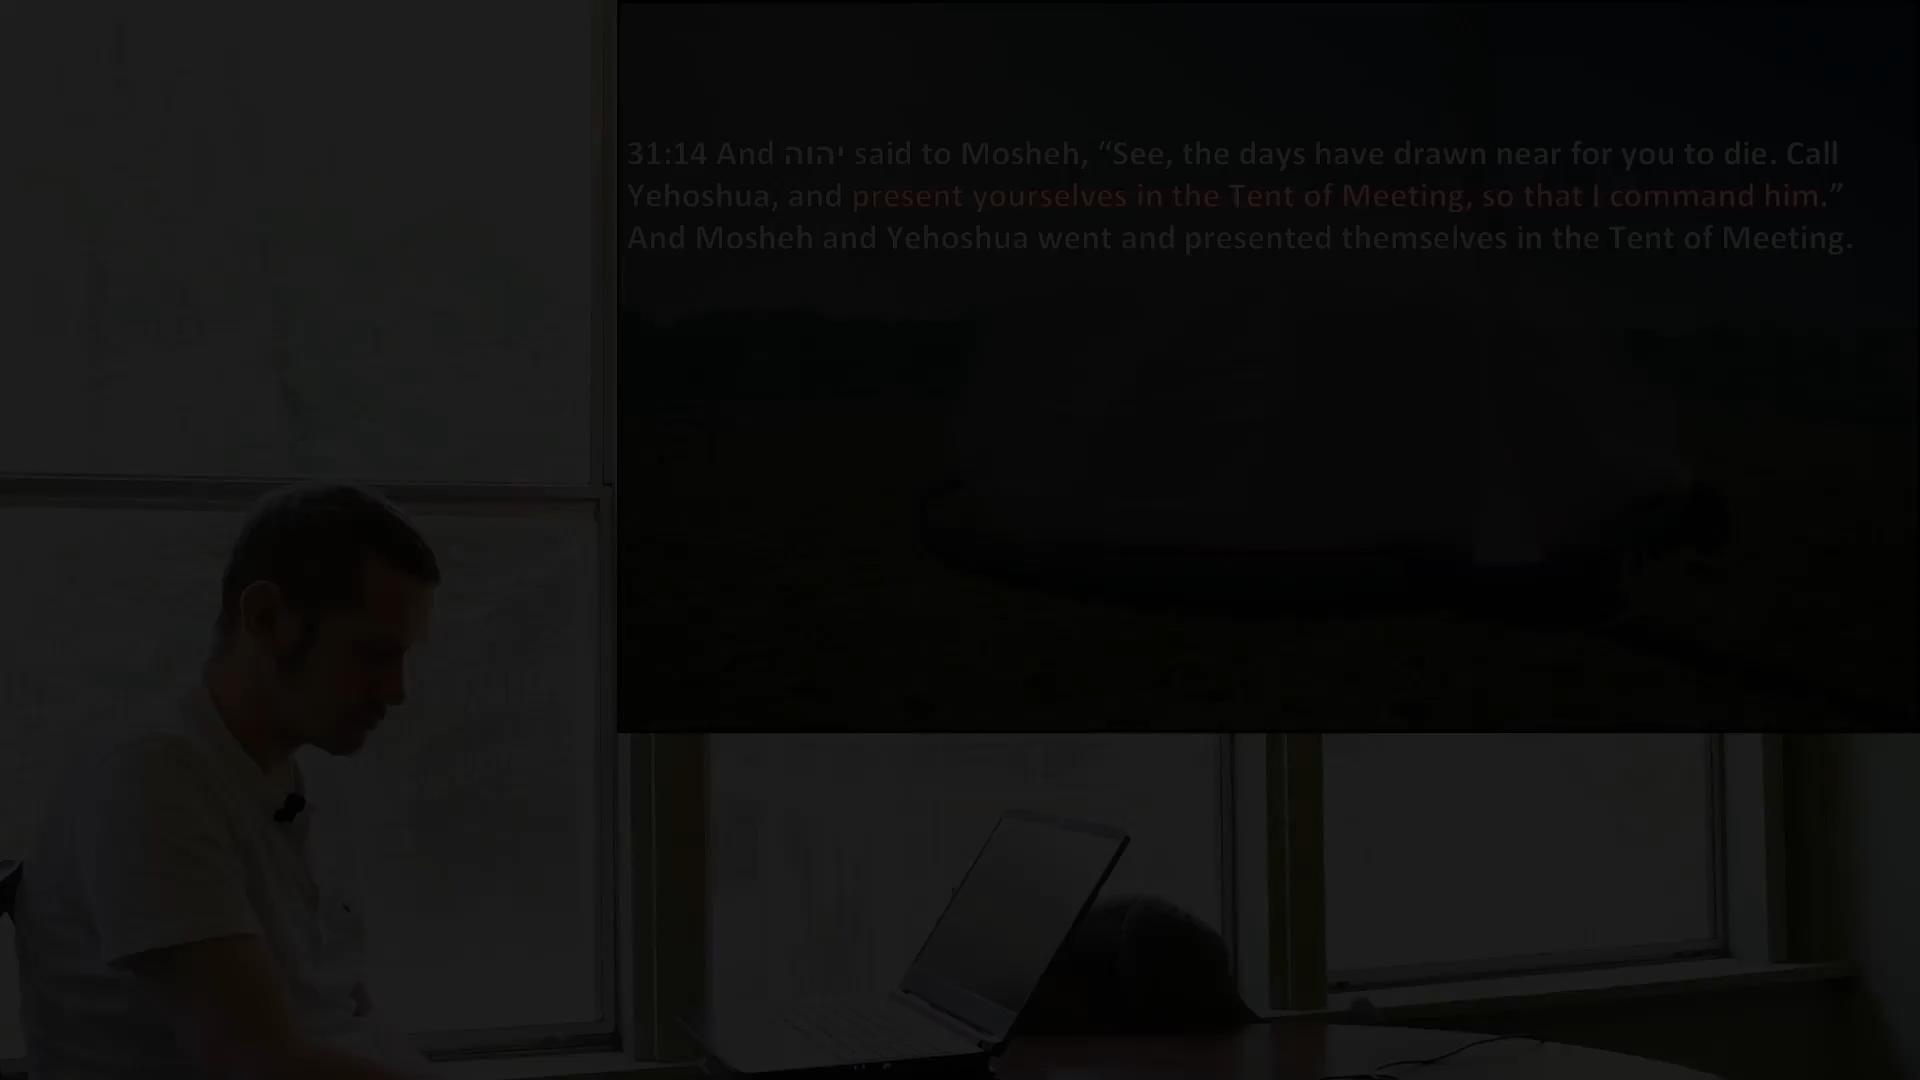 31:14 And יהוה said to Mosheh, “See, the days have drawn near for you to die. Call
Yehoshua, and present yourselves in the Tent of Meeting, so that I command him.”
And Mosheh and Yehoshua went and presented themselves in the Tent of Meeting.